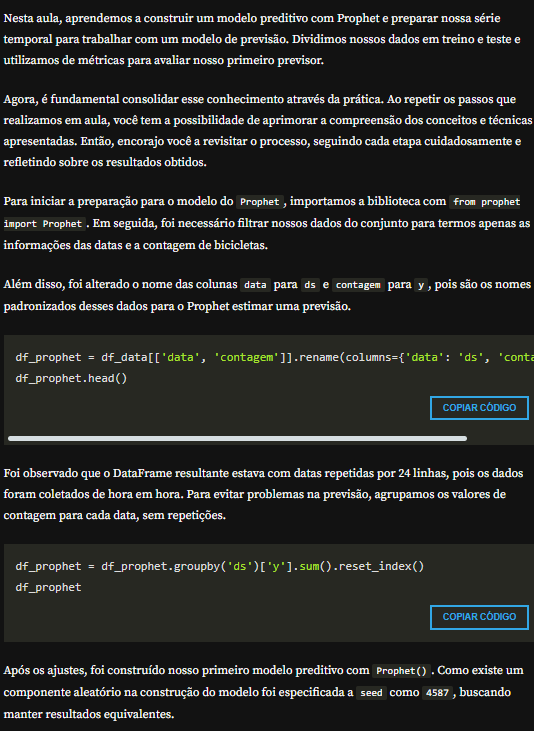 Nesta aula, aprendemos a construir um modelo preditivo com Prophet e preparar nossa série
temporal para trabalhar com um modelo de previsão. Dividimos nossos dados em treino e teste e
utilizamos de métricas para avaliar nosso primeiro previsor.
Agora, é fundamental consolidar esse conhecimento através da prática. Ao repetir os passos que
realizamos em aula, você tem a possibilidade de aprimorar a compreensão dos conceitos e técnicas
apresentadas. Então, encorajo você a revisitar o processo, seguindo cada etapa cuidadosamente e
refletindo sobre os resultados obtidos.
Para iniciar a preparação para o modelo do Prophet, importamos a biblioteca com from prophet
import Prophet. Em seguida, foi necessário filtrar nossos dados do conjunto para termos apenas as
informações das datas e a contagem de bicicletas.
Além disso, foi alterado o nome das colunas data para ds e contagem para y, pois são os nomes
padronizados desses dados para o Prophet estimar uma previsão.
df_prophet = df_data[['data', 'contagem']].rename(columns={'data': 'ds', 'conta
df_prophet.head()
COPIAR CÓDIGO
Foi observado que o DataFrame resultante estava com datas repetidas por 24 linhas, pois os dados
foram coletados de hora em hora. Para evitar problemas na previsão, agrupamos os valores de
contagem para cada data, sem repetições.
df_prophet = df_prophet.groupby('ds')['y'].sum().reset_index()
df_prophet
COPIAR CÓDIGO
Após os ajustes, foi construído nosso primeiro modelo preditivo com Prophet(). Como existe um
componente aleatório na construção do modelo foi especificada a seed como 4587, buscando
manter resultados equivalentes.